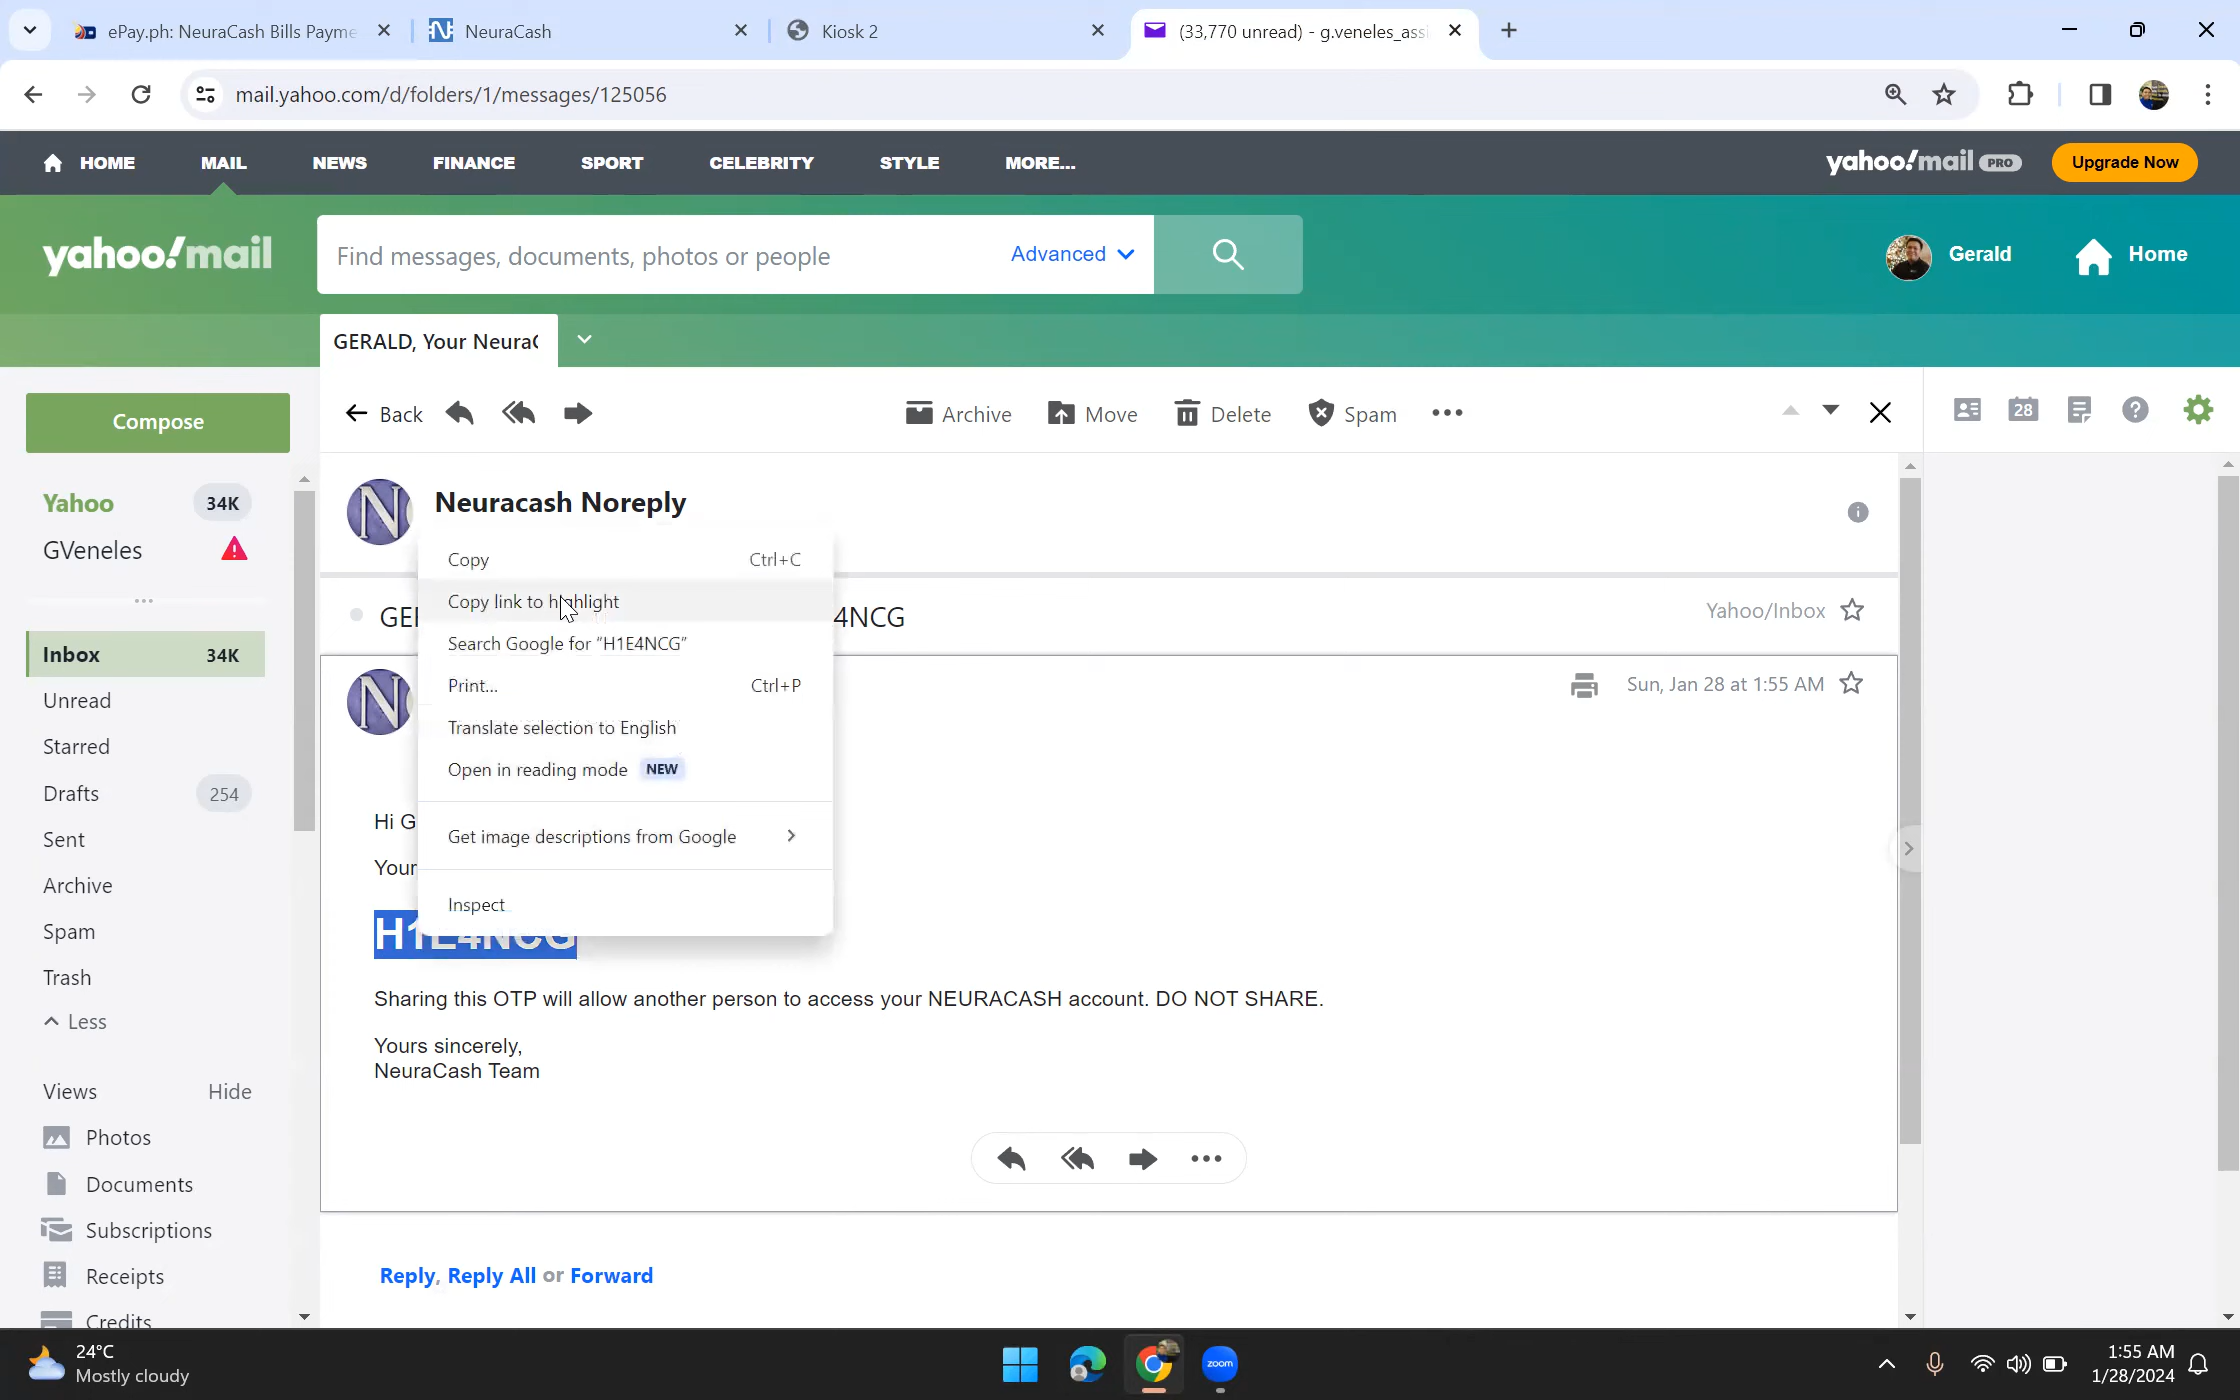 ePay.ph: NeuraCash Bills Payme
NeuraCash
Kiosk 2
(33,770 unread) - g.veneles_assi
mail.yahoo.com/d/folders/1/messages/125056
HOME
MAIL
NEWS
FINANCE
SPORT
CELEBRITY
STYLE
MORE...
yahoo!mail PRO
Upgrade Now
yahoo!mail
Find messages, documents, photos or people
Advanced
Gerald
Home
GERALD, Your NeuraC
Compose
Back
Archive
Move
Delete
Spam
28
Yahoo 34K
GVeneles
Inbox 34K
Unread
Starred
Drafts 254
Sent
Archive
Spam
Trash
Less
Views Hide
Photos
Documents
Subscriptions
Receipts
Credits
Neuracash Noreply
GEI
4NCG
Yahoo/Inbox
Sun, Jan 28 at 1:55 AM
Copy Ctrl+C
Copy link to highlight
Search Google for "H1E4NCG"
Print... Ctrl+P
Translate selection to English
Open in reading mode NEW
Get image descriptions from Google
Inspect
Hi G
Your
H1E4NCG
Sharing this OTP will allow another person to access your NEURACASH account. DO NOT SHARE.
Yours sincerely,
NeuraCash Team
Reply, Reply All or Forward
24°C
Mostly cloudy
zoom
1:55 AM
1/28/2024